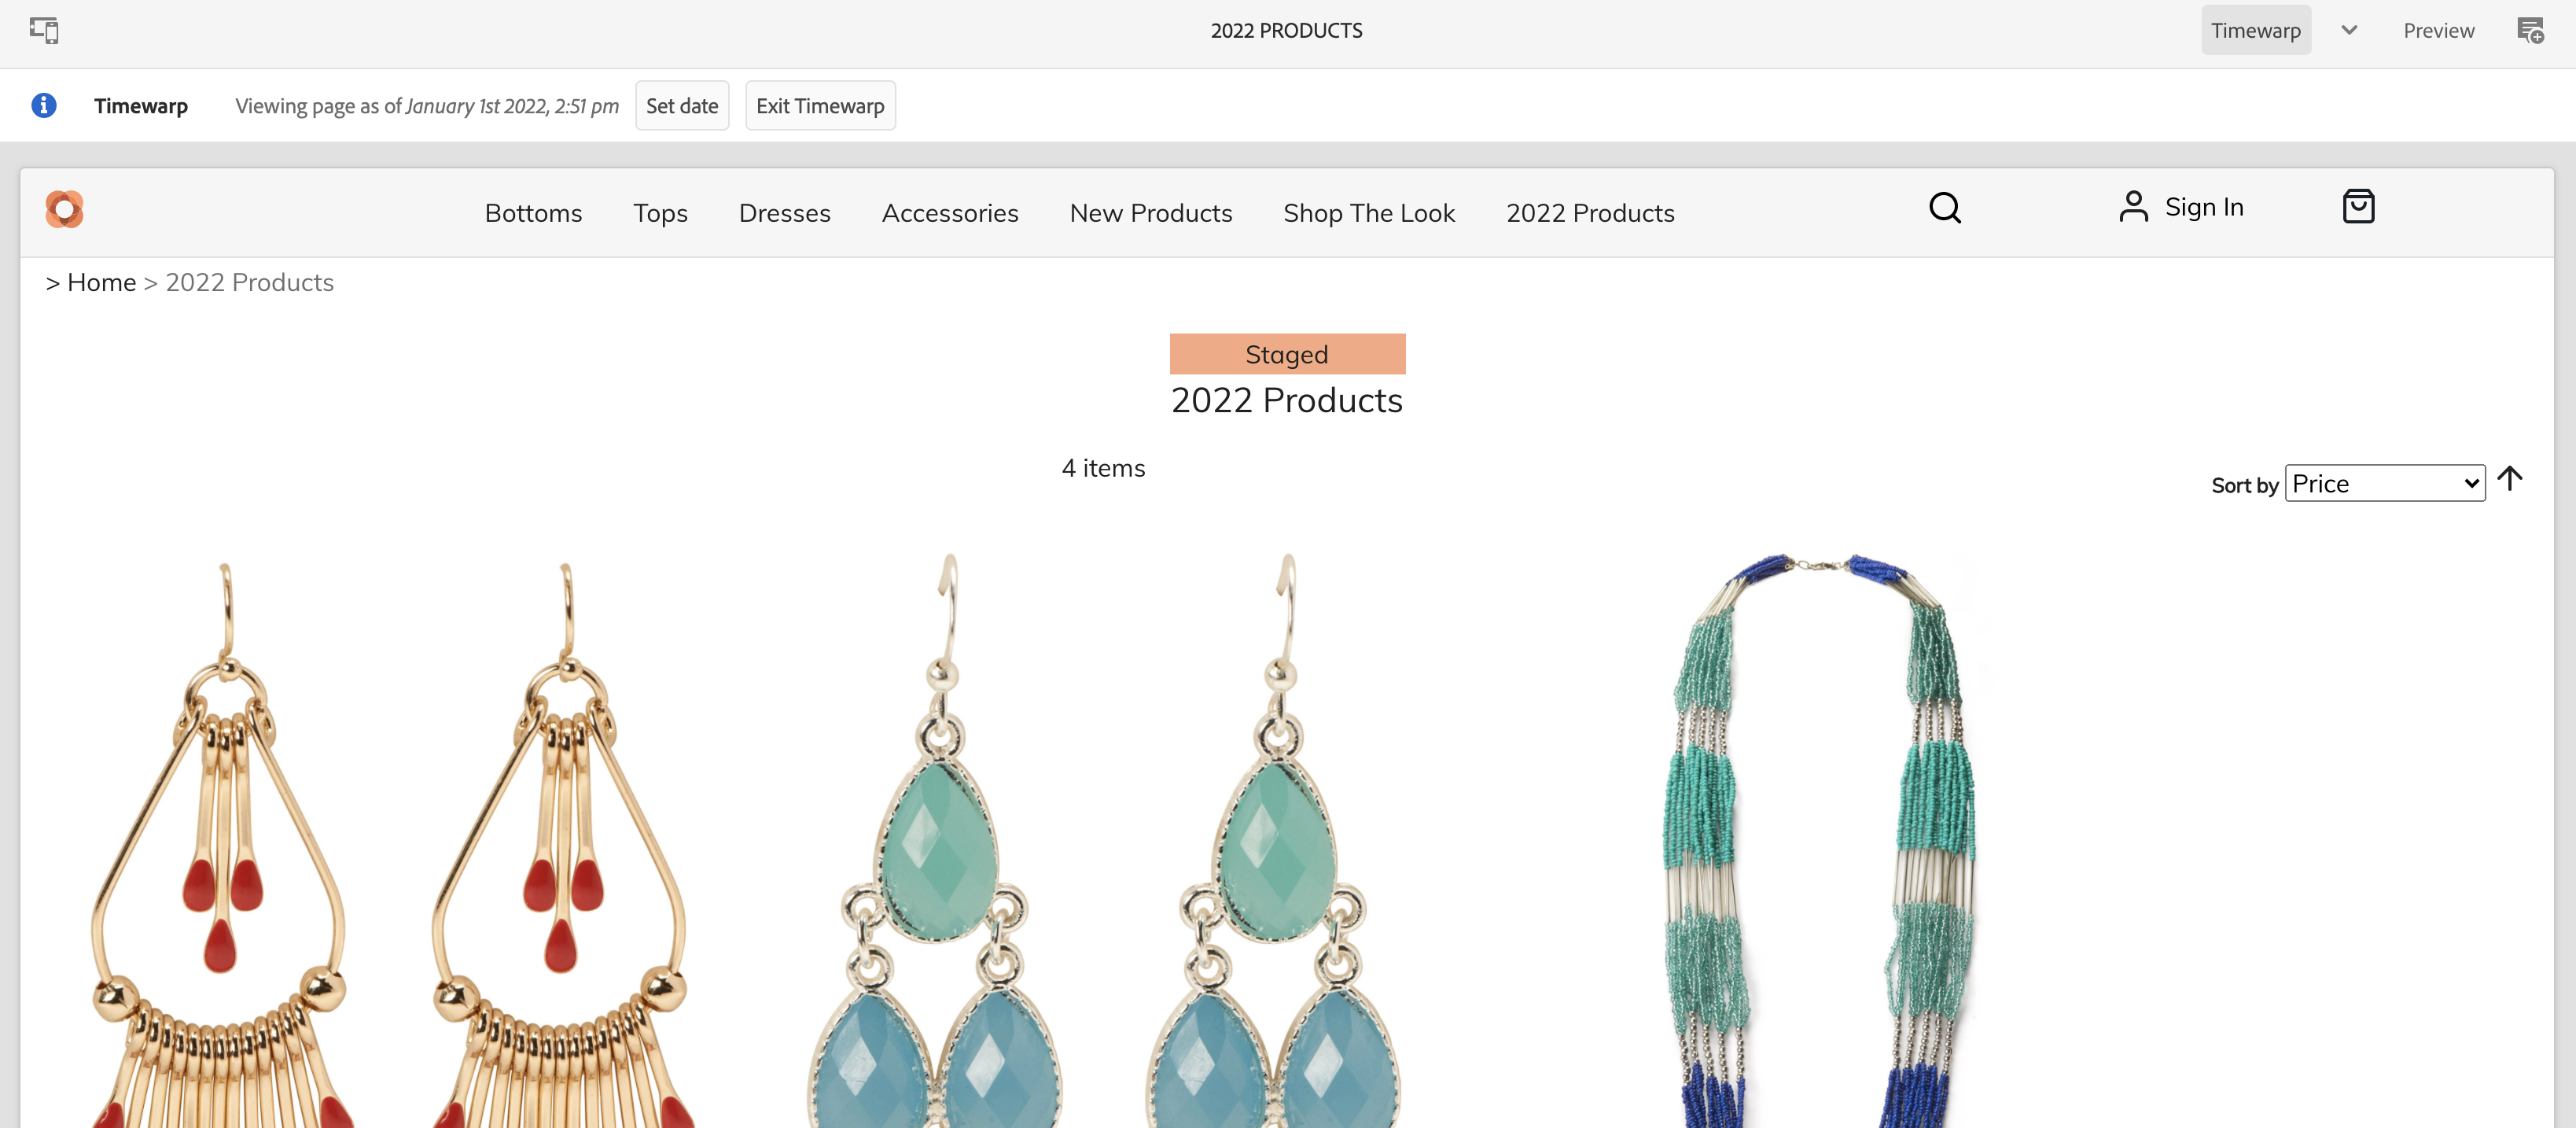 2022 PRODUCTS
Timewarp
Preview
Timewarp
Viewing page as of January 1st 2022, 2:51 pm
Set date
Exit Timewarp
Bottoms
Tops
Dresses
Accessories
New Products
Shop The Look
2022 Products
Sign In
> Home > 2022 Products
Staged
2022 Products
4 items
Sort by
Price